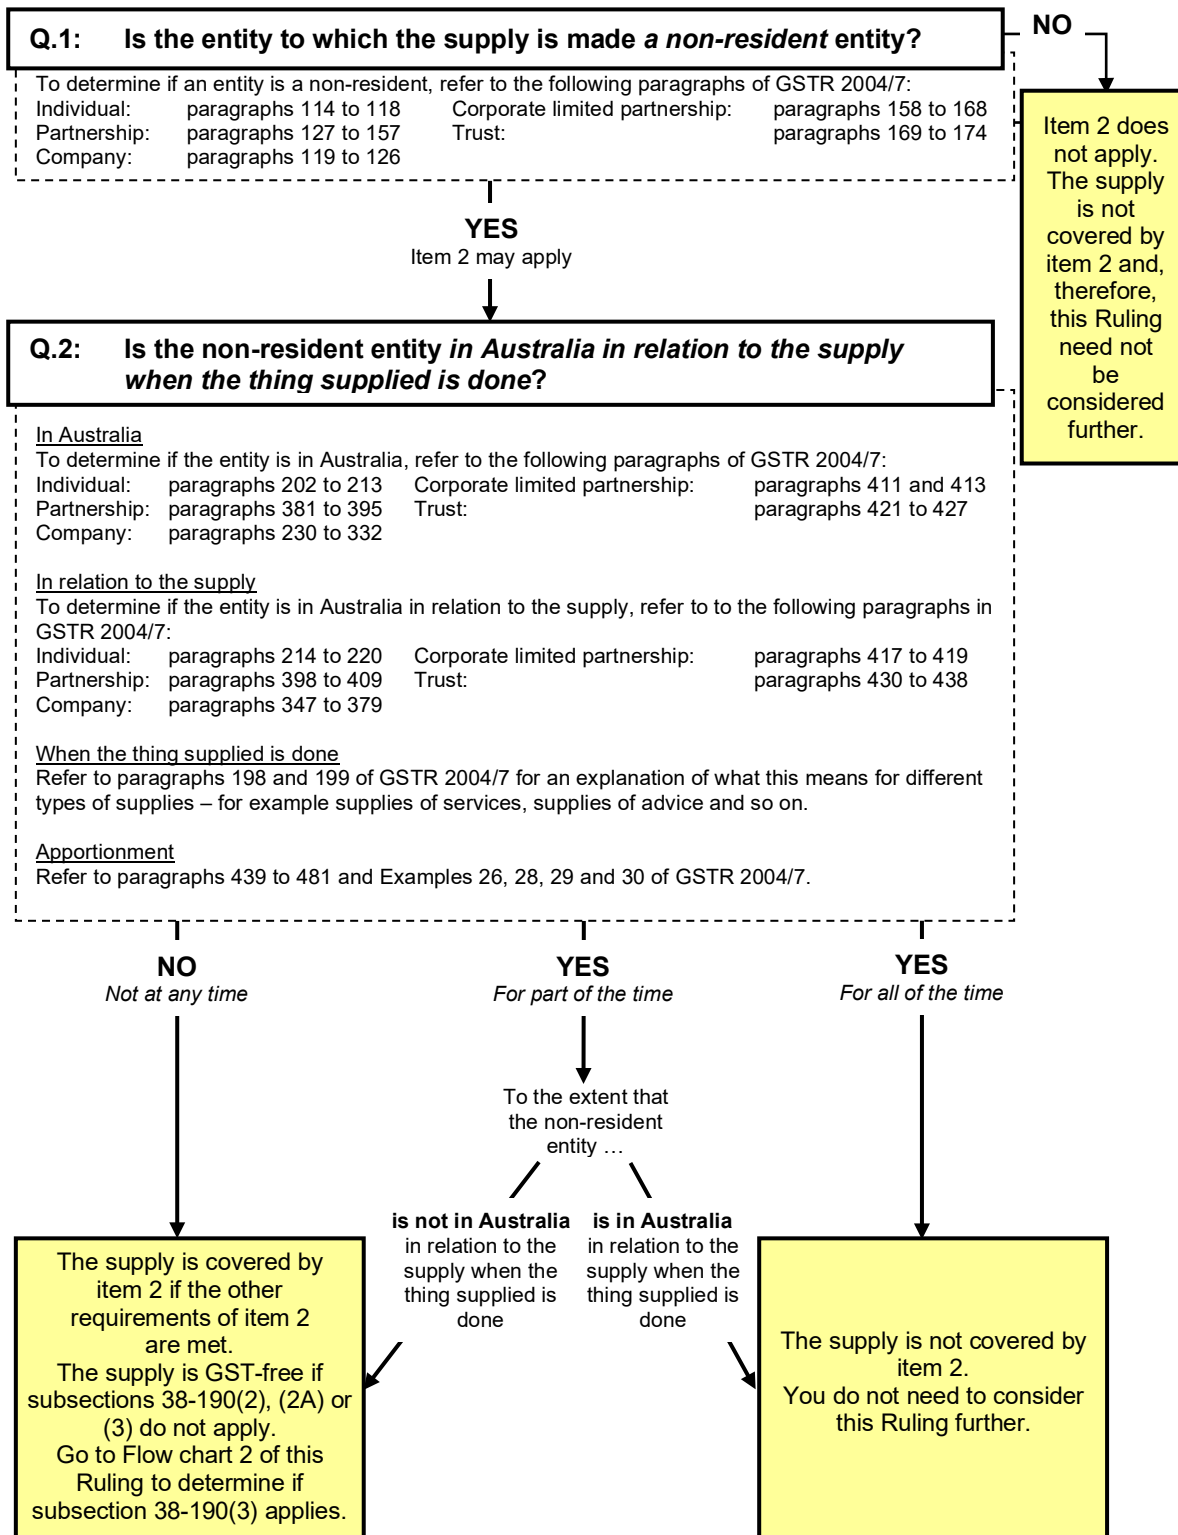 Q.1: Is the entity to which the supply is made a non-resident entity?
NO
To determine if an entity is a non-resident, refer to the following paragraphs of GSTR 2004/7:
Individual: paragraphs 114 to 118 Corporate limited partnership: paragraphs 158 to 168
Partnership: paragraphs 127 to 157 Trust: paragraphs 169 to 174
Company: paragraphs 119 to 126
Item 2 does
not apply.
The supply
is not
covered by
item 2 and,
therefore,
this Ruling
need not
be
considered
further.
YES
Item 2 may apply
Q.2: Is the non-resident entity in Australia in relation to the supply
when the thing supplied is done?
In Australia
To determine if the entity is in Australia, refer to the following paragraphs of GSTR 2004/7:
Individual: paragraphs 202 to 213 Corporate limited partnership: paragraphs 411 and 413
Partnership: paragraphs 381 to 395 Trust: paragraphs 421 to 427
Company: paragraphs 230 to 332
In relation to the supply
To determine if the entity is in Australia in relation to the supply, refer to to the following paragraphs in
GSTR 2004/7:
Individual: paragraphs 214 to 220 Corporate limited partnership: paragraphs 417 to 419
Partnership: paragraphs 398 to 409 Trust: paragraphs 430 to 438
Company: paragraphs 347 to 379
When the thing supplied is done
Refer to paragraphs 198 and 199 of GSTR 2004/7 for an explanation of what this means for different
types of supplies – for example supplies of services, supplies of advice and so on.
Apportionment
Refer to paragraphs 439 to 481 and Examples 26, 28, 29 and 30 of GSTR 2004/7.
NO
Not at any time
YES
For part of the time
YES
For all of the time
To the extent that
the non-resident
entity …
is not in Australia
in relation to the
supply when the
thing supplied is
done
is in Australia
in relation to the
supply when the
thing supplied is
done
The supply is covered by
item 2 if the other
requirements of item 2
are met.
The supply is GST-free if
subsections 38-190(2), (2A) or
(3) do not apply.
Go to Flow chart 2 of this
Ruling to determine if
subsection 38-190(3) applies.
The supply is not covered by
item 2.
You do not need to consider
this Ruling further.